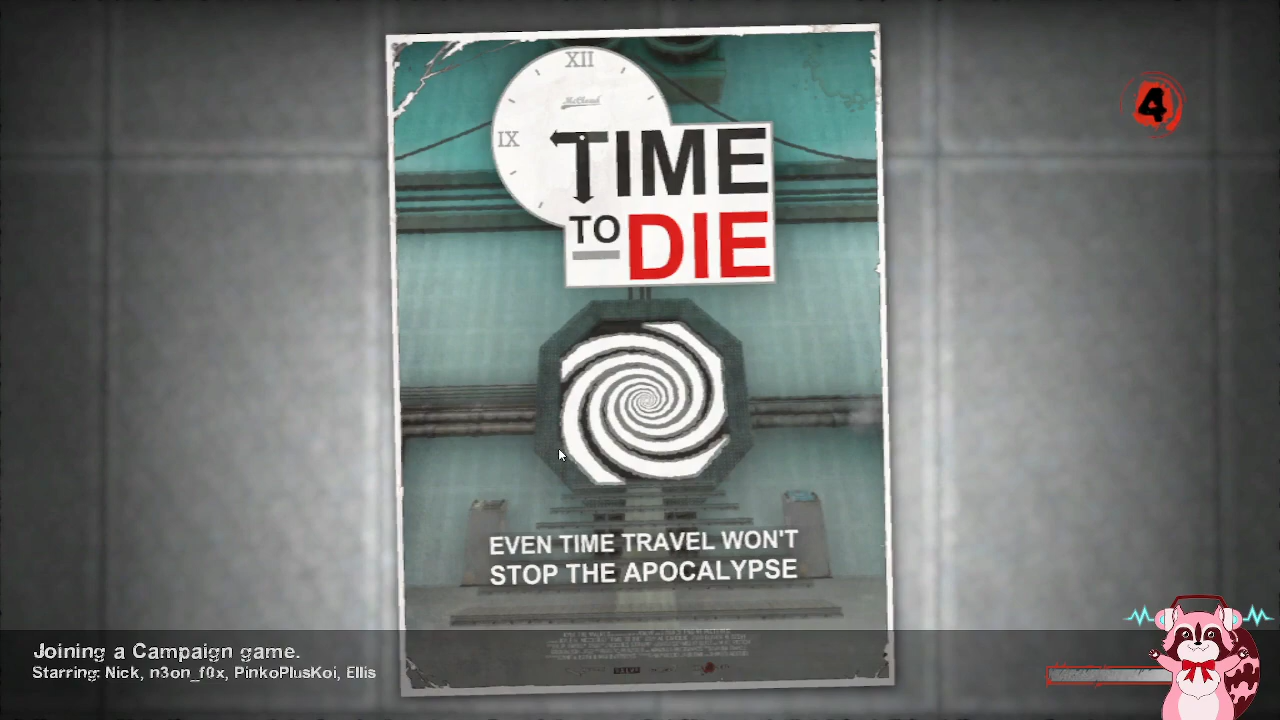 XII
McCloud
IX
TIME
TO DIE
4
EVEN TIME TRAVEL WON'T
STOP THE APOCALYPSE
Joining a Campaign game.
Starring: Nick, n3on_f0x, PinkoPlusKoi, Ellis